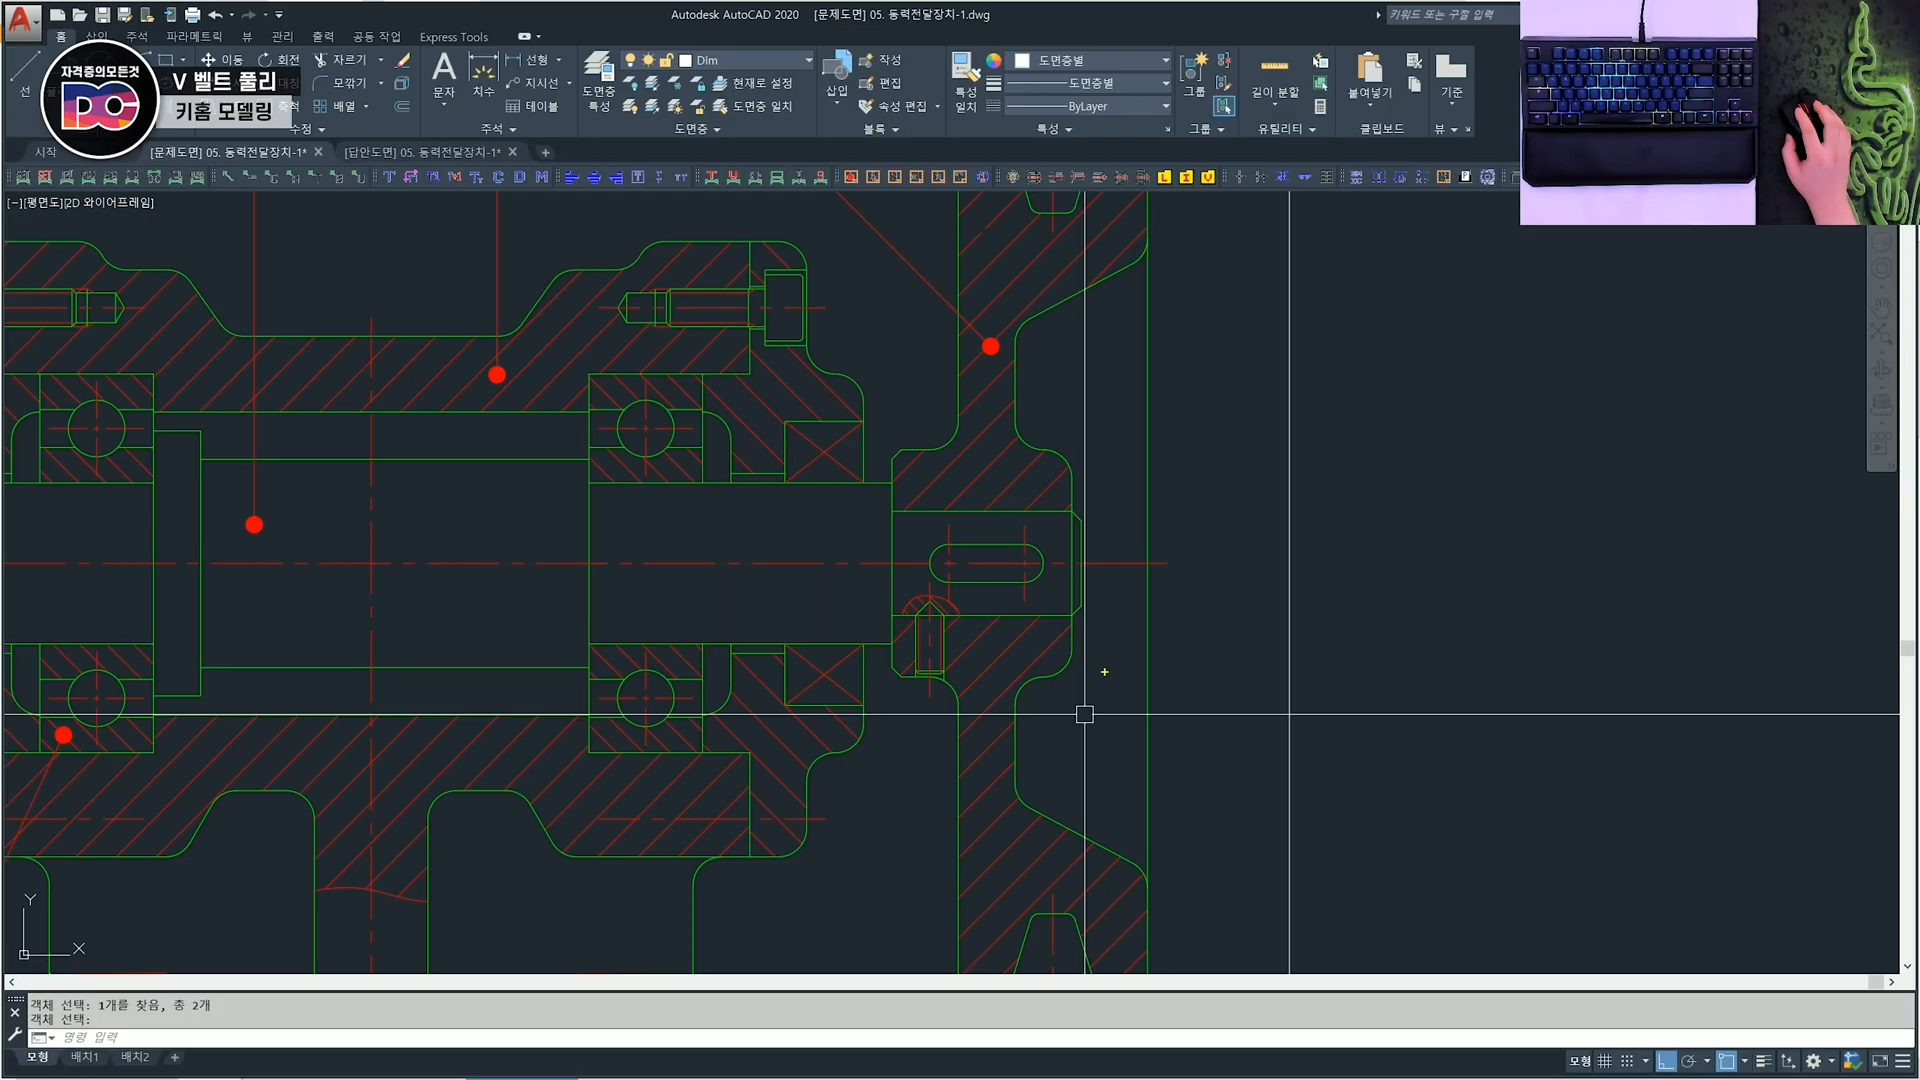 Autodesk AutoCAD 2020 [문제도면] 05. 동력전달장치-1.dwg
키워드 또는 구절 입력
홈 삽입 주석 파라메트릭 뷰 관리 출력 공동 작업 Express Tools
자격증의모든것
V 벨트 풀리
키홈 모델링
선
이동 회전 자르기
모깎기
배열
수정
문자
치수
선형
지시선
테이블
주석
도면층
특성
Dim
현재로 설정
도면층 일치
도면층
삽입
작성
편집
속성 편집
블록
특성
일치
도면층별
도면층별
ByLayer
특성
그룹
그룹
길이 분할
유틸리티
붙여넣기
클립보드
기준
뷰
시작 [문제도면] 05. 동력전달장치-1* [답안도면] 05. 동력전달장치-1*
[−][평면도][2D 와이어프레임]
Y
X
객체 선택: 1개를 찾음, 총 2개
객체 선택:
명령 입력
모형 배치1 배치2
모형